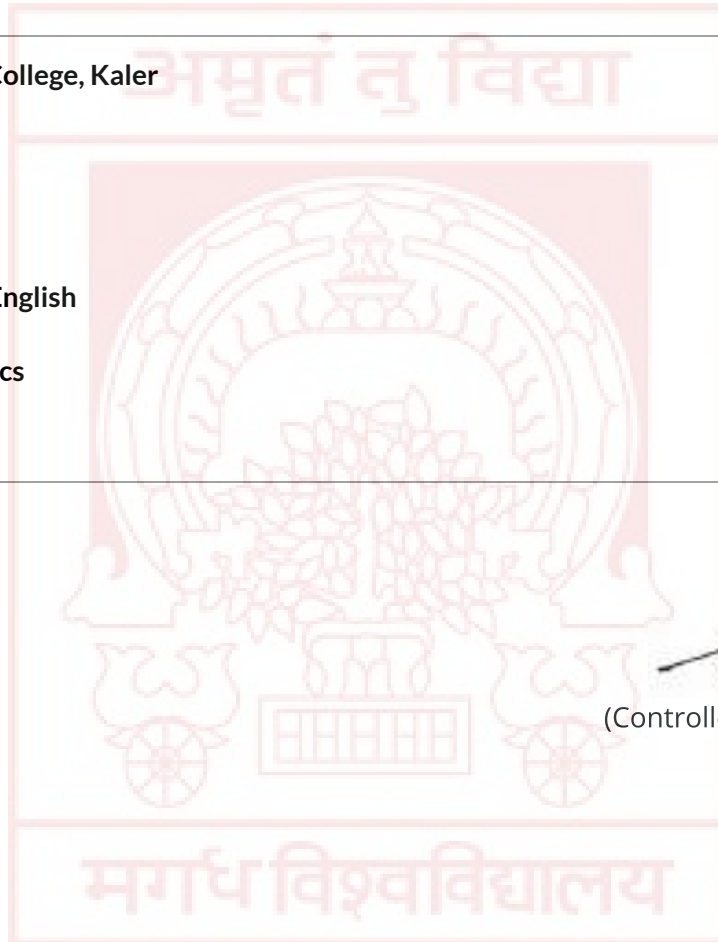 College, Kaler
अमृतं तु विद्या
English
cs
(Controll
मगध विश्वविद्यालय